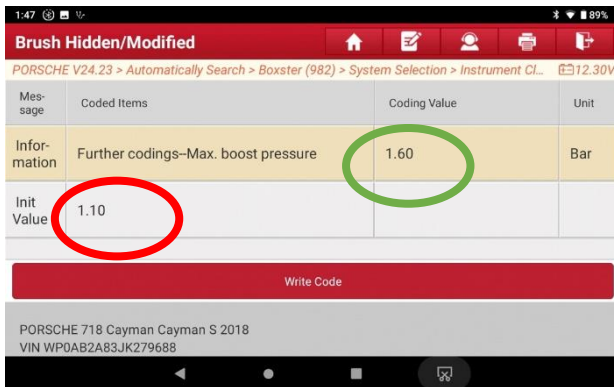 1:47 89%
Brush Hidden/Modified
PORSCHE V24.23 > Automatically Search > Boxster (982) > System Selection > Instrument Cl... 12.30V
Mes-
sage Coded Items Coding Value Unit
Infor-
mation Further codings--Max. boost pressure 1.60 Bar
Init
Value 1.10
Write Code
PORSCHE 718 Cayman Cayman S 2018
VIN WP0AB2A83JK279688